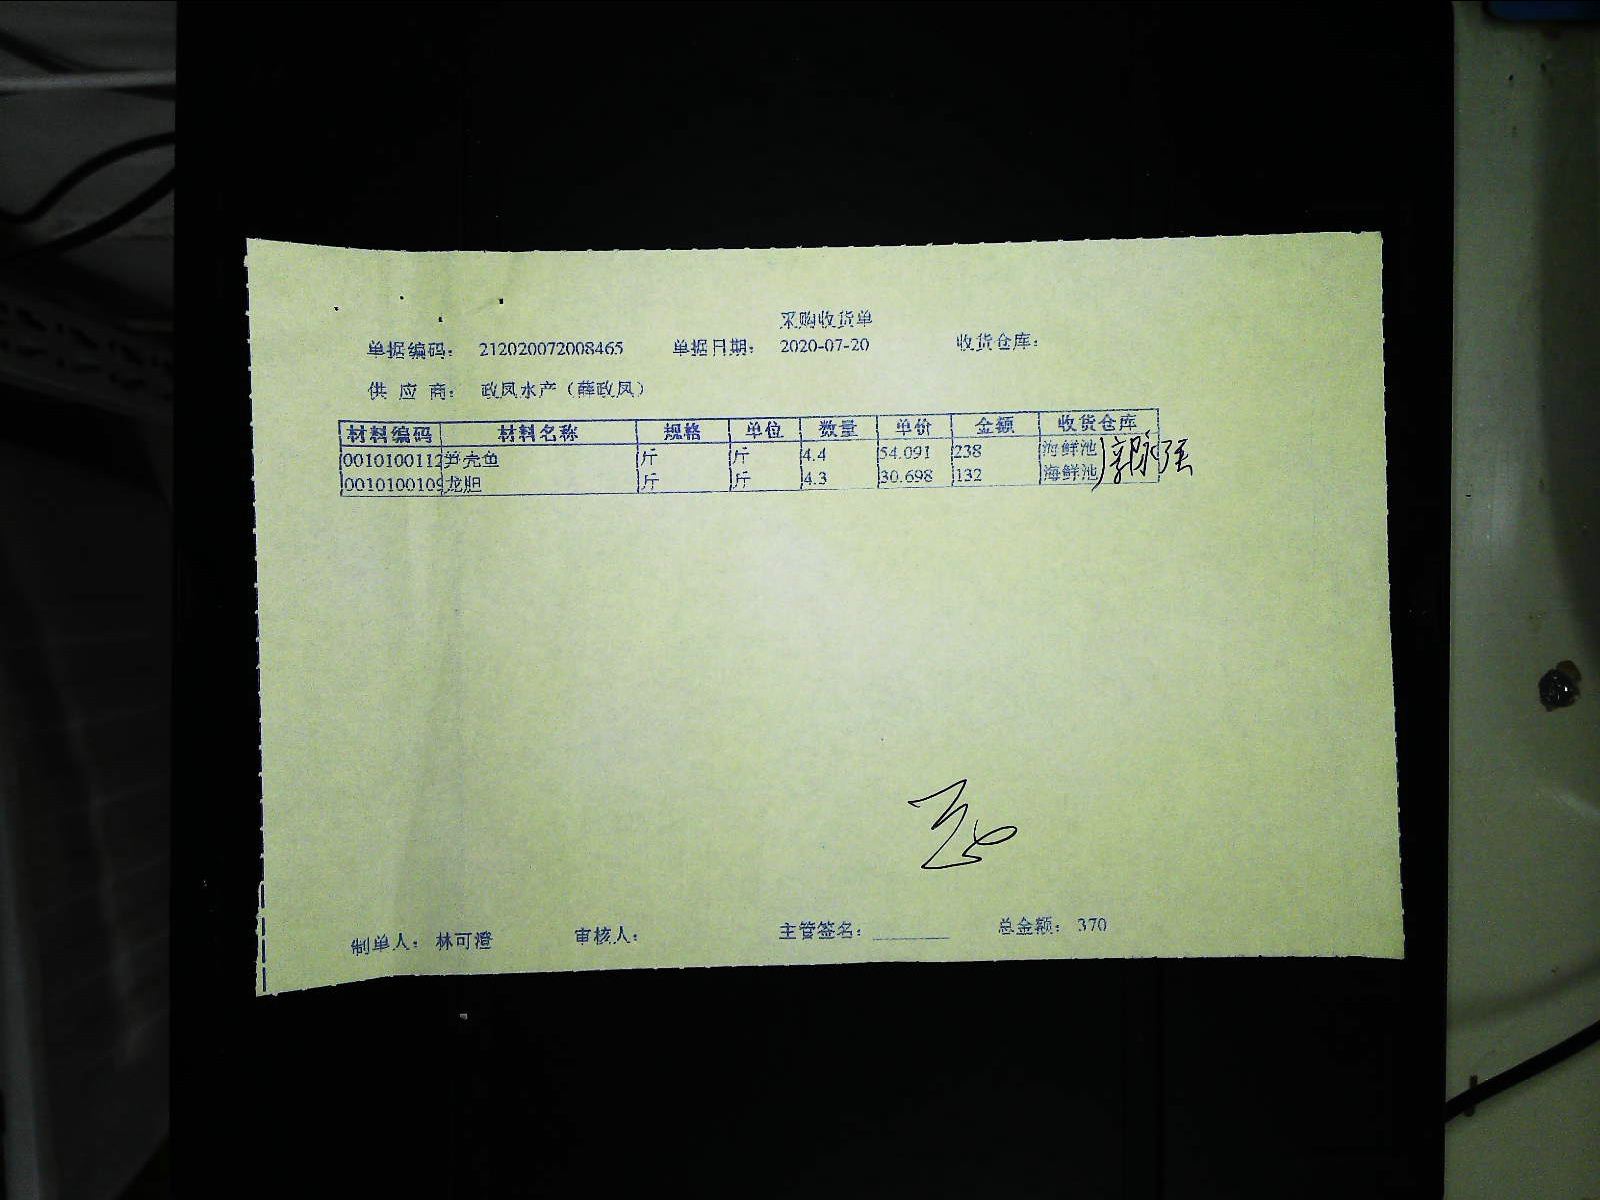 采购收货单
单据编码： 212020072008465 单据日期： 2020-07-20 收货仓库：
供 应 商： 政凤水产（薛政凤）
材料编码 材料名称 规格 单位 数量 单价 金额 收货仓库
0010100112 笋壳鱼 斤 斤 4.4 54.091 238 海鲜池
0010100109 龙胆 斤 斤 4.3 30.698 132 海鲜池
制单人： 林可澄 审核人： 主管签名： 总金额： 370